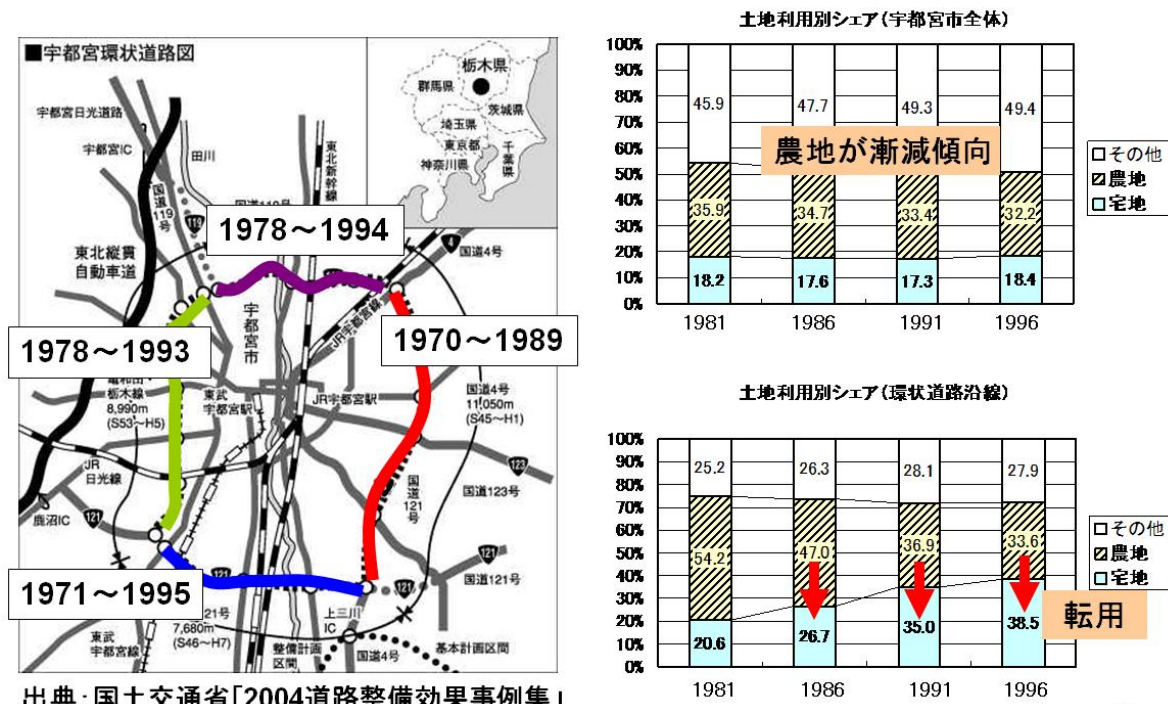 ■宇都宮環状道路図
栃木県
群馬県
茨城県
埼玉県
東京都
神奈川県
千葉県
宇都宮日光道路
宇都宮IC
田川
東北新幹線
国道119号
119
東北縦貫
自動車道
1978～1994
4
国道4号
宇都宮市
JR宇都宮線
1978～1993
1970～1989
栃木線
8,990m
(S53～H5)
東武
宇都宮駅
JR宇都宮駅
国道4号
11,050m
(S45～H1)
JR
日光線
123
国道123号
国道121号
鹿沼IC
121
121
121
121
国道121号
1971～1995
21号
7,680m
(S46～H7)
上三川
IC
東武
宇都宮線
整備計画
区間
国道4号
基本計画区間
出典：国土交通省「2004道路整備効果事例集」
土地利用別シェア(宇都宮市全体)
100%
90%
80%
70%
60%
50%
40%
30%
20%
10%
0%
45.9 47.7 49.3 49.4
農地が漸減傾向
35.9 34.7 33.4 32.2
18.2 17.6 17.3 18.4
1981 1986 1991 1996
□その他
農地
宅地
土地利用別シェア(環状道路沿線)
100%
90%
80%
70%
60%
50%
40%
30%
20%
10%
0%
25.2 26.3 28.1 27.9
54.2 47.0 36.9 33.6
20.6 26.7 35.0 38.5
転用
1981 1986 1991 1996
□その他
農地
宅地